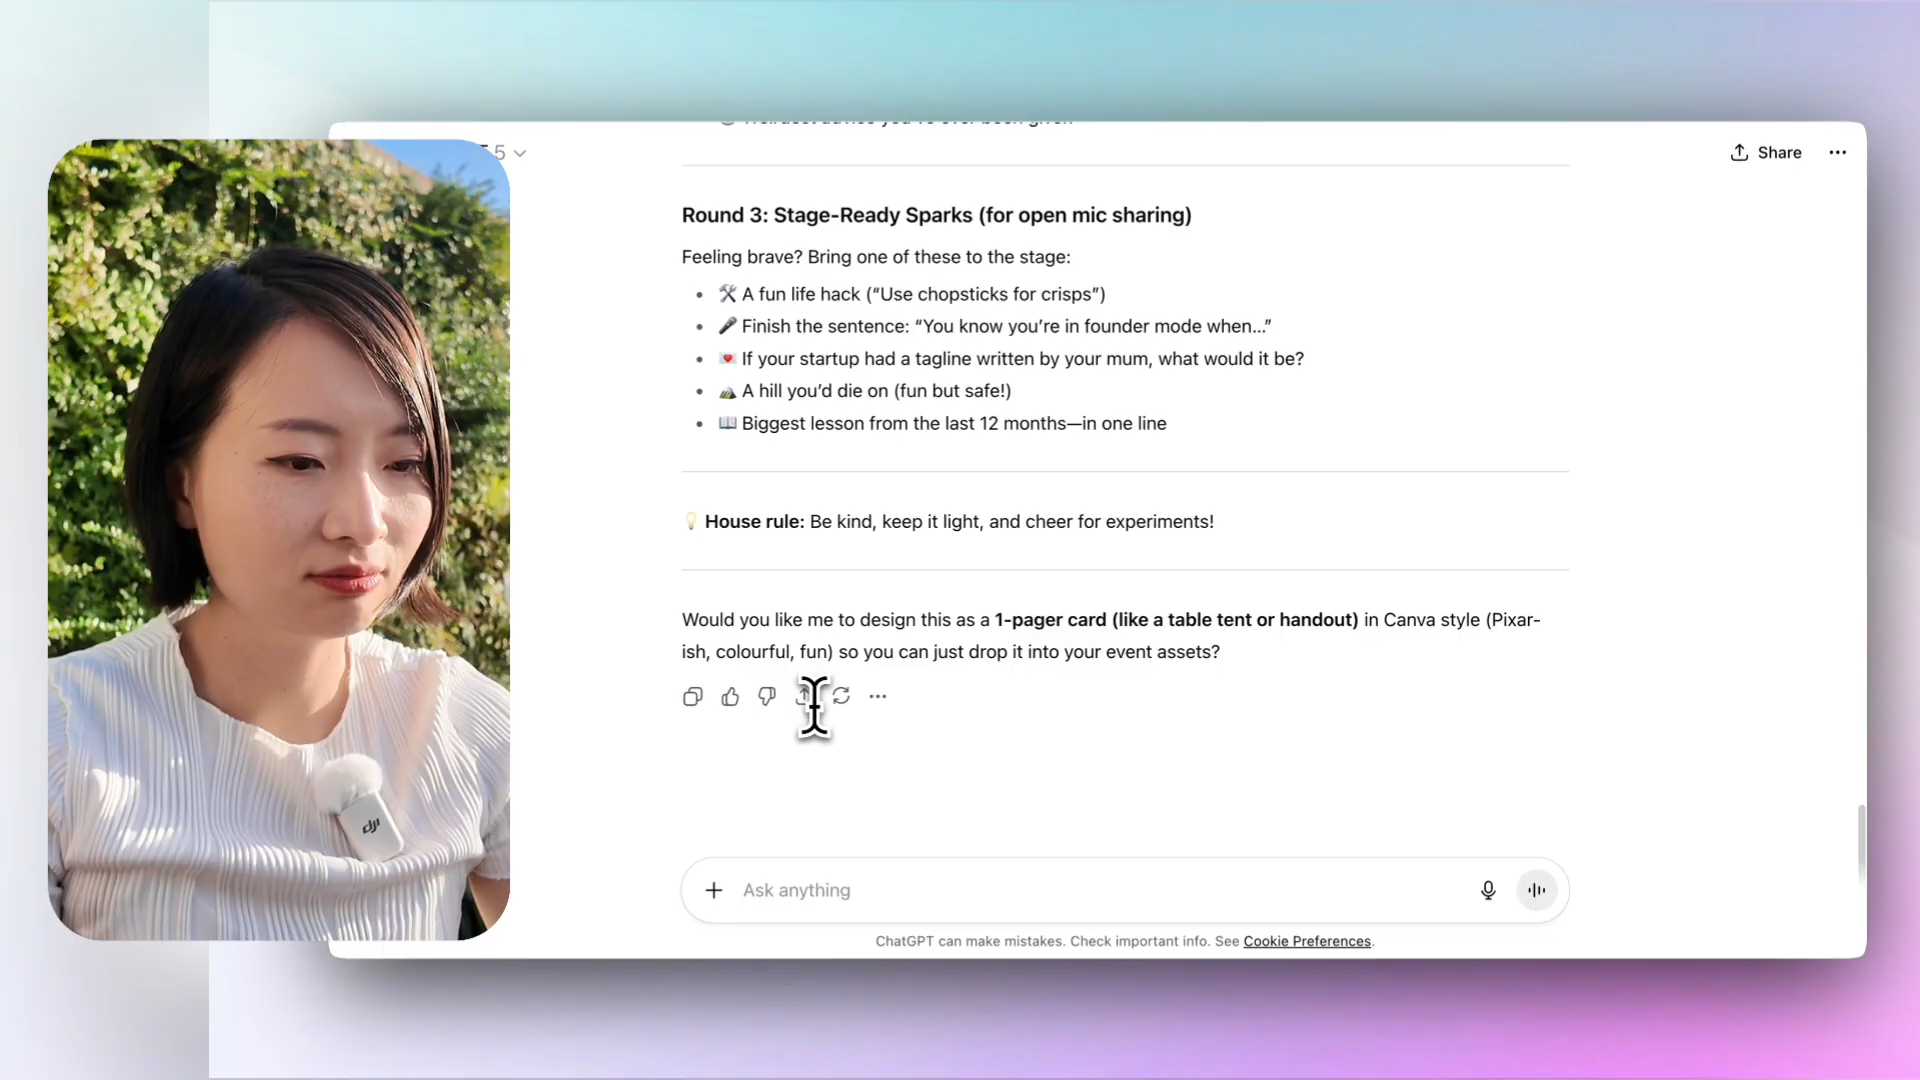 5
Share
Round 3: Stage-Ready Sparks (for open mic sharing)
Feeling brave? Bring one of these to the stage:
• 🛠️ A fun life hack (“Use chopsticks for crisps”)
• 🎤 Finish the sentence: “You know you’re in founder mode when…”
• 💌 If your startup had a tagline written by your mum, what would it be?
• ⛰️ A hill you’d die on (fun but safe!)
• 📖 Biggest lesson from the last 12 months—in one line
💡 House rule: Be kind, keep it light, and cheer for experiments!
Would you like me to design this as a 1-pager card (like a table tent or handout) in Canva style (Pixar-
ish, colourful, fun) so you can just drop it into your event assets?
dji
Ask anything
ChatGPT can make mistakes. Check important info. See Cookie Preferences.